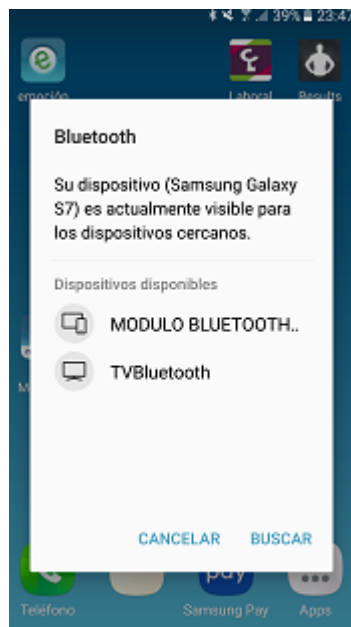 39% 23:47
emoción
Laboral Results
Bluetooth
Su dispositivo (Samsung Galaxy
S7) es actualmente visible para
los dispositivos cercanos.
Dispositivos disponibles
MODULO BLUETOOTH..
TVBluetooth
CANCELAR BUSCAR
pay
Teléfono Samsung Pay Apps